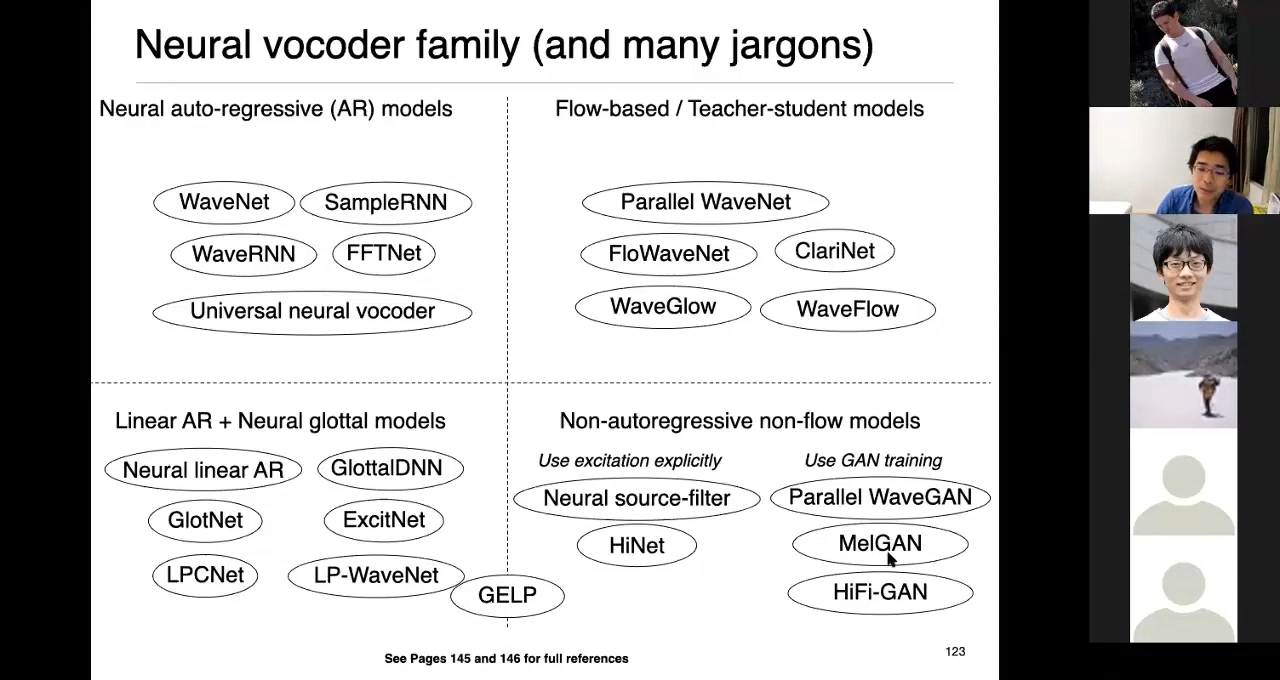 Neural vocoder family (and many jargons)
Neural auto-regressive (AR) models
WaveNet
SampleRNN
WaveRNN
FFTNet
Universal neural vocoder
Flow-based / Teacher-student models
Parallel WaveNet
FloWaveNet
ClariNet
WaveGlow
WaveFlow
Linear AR + Neural glottal models
Neural linear AR
GlottalDNN
GlotNet
ExcitNet
LPCNet
LP-WaveNet
GELP
Non-autoregressive non-flow models
Use excitation explicitly
Neural source-filter
HiNet
Use GAN training
Parallel WaveGAN
MelGAN
HiFi-GAN
See Pages 145 and 146 for full references
123